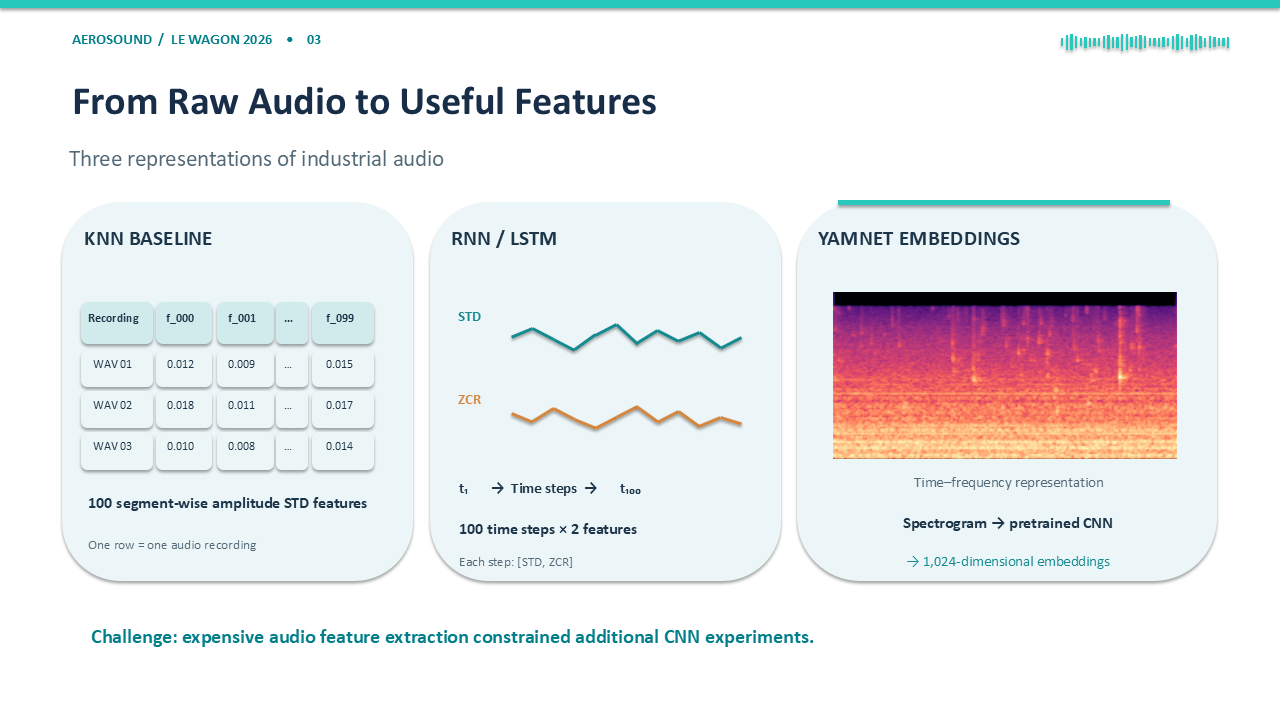 AEROSOUND / LE WAGON 2026 • 03
From Raw Audio to Useful Features
Three representations of industrial audio
KNN BASELINE
Recording f_000 f_001 ... f_099
WAV 01 0.012 0.009 ... 0.015
WAV 02 0.018 0.011 ... 0.017
WAV 03 0.010 0.008 ... 0.014
100 segment-wise amplitude STD features
One row = one audio recording
RNN / LSTM
STD
ZCR
t₁ → Time steps → t₁₀₀
100 time steps × 2 features
Each step: [STD, ZCR]
YAMNET EMBEDDINGS
Time–frequency representation
Spectrogram → pretrained CNN
→ 1,024-dimensional embeddings
Challenge: expensive audio feature extraction constrained additional CNN experiments.